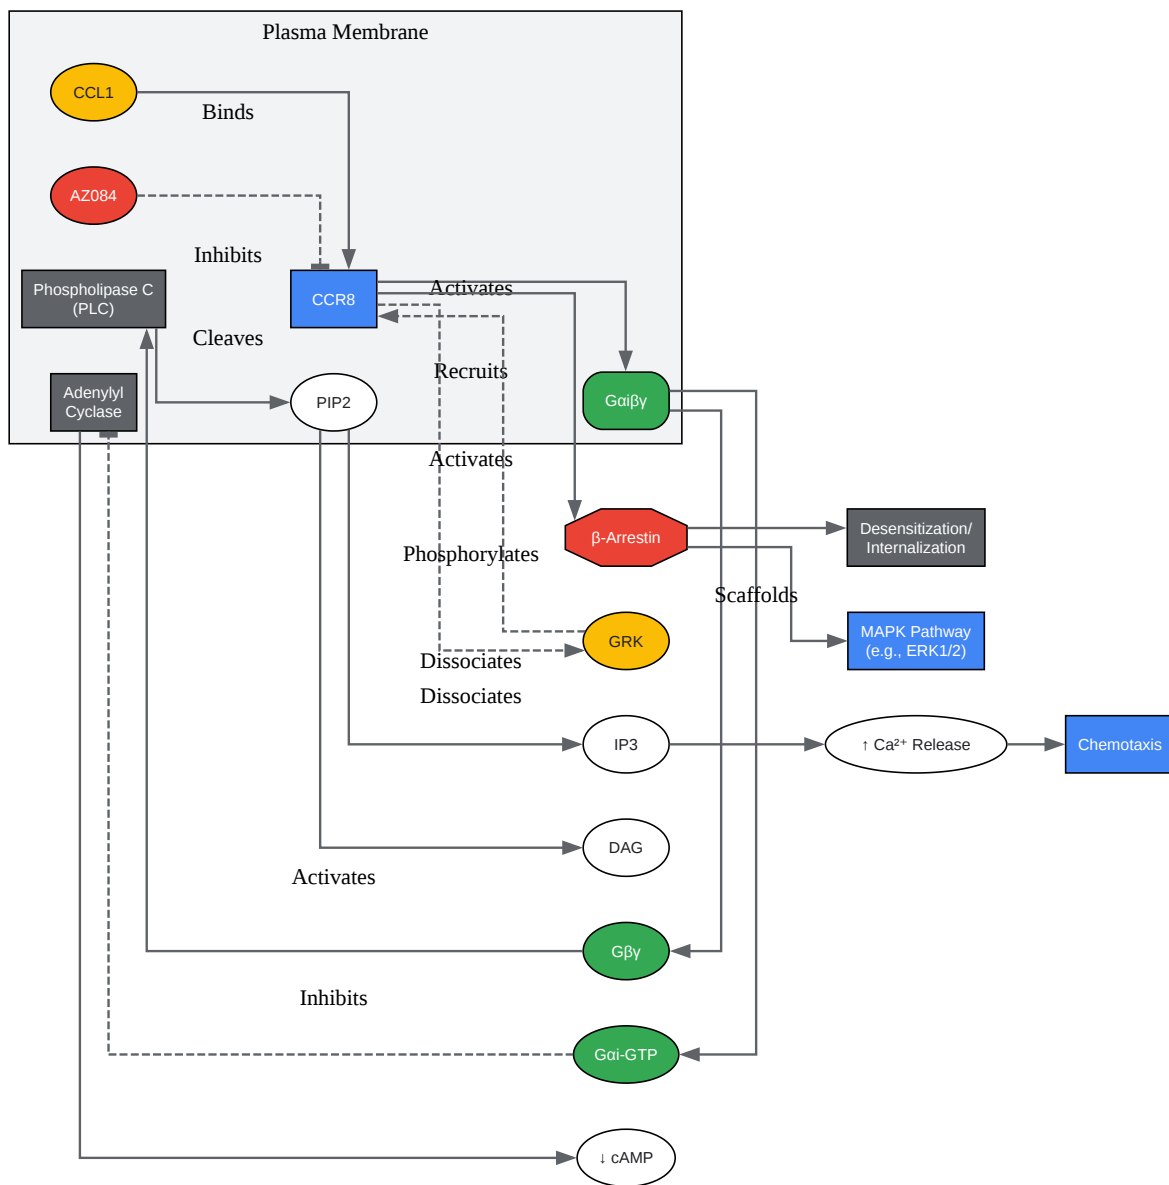 Plasma Membrane
CCL1
Binds
AZ084
Inhibits
Phospholipase C
(PLC)
CCR8
Activates
Cleaves
Recruits
Adenylyl
Cyclase
PIP2
Gαiβγ
Activates
β-Arrestin
Desensitization/
Internalization
Phosphorylates
Scaffolds
GRK
MAPK Pathway
(e.g., ERK1/2)
Dissociates
Dissociates
IP3
↑ Ca²⁺ Release
Chemotaxis
DAG
Activates
Gβγ
Inhibits
Gαi-GTP
↓ cAMP